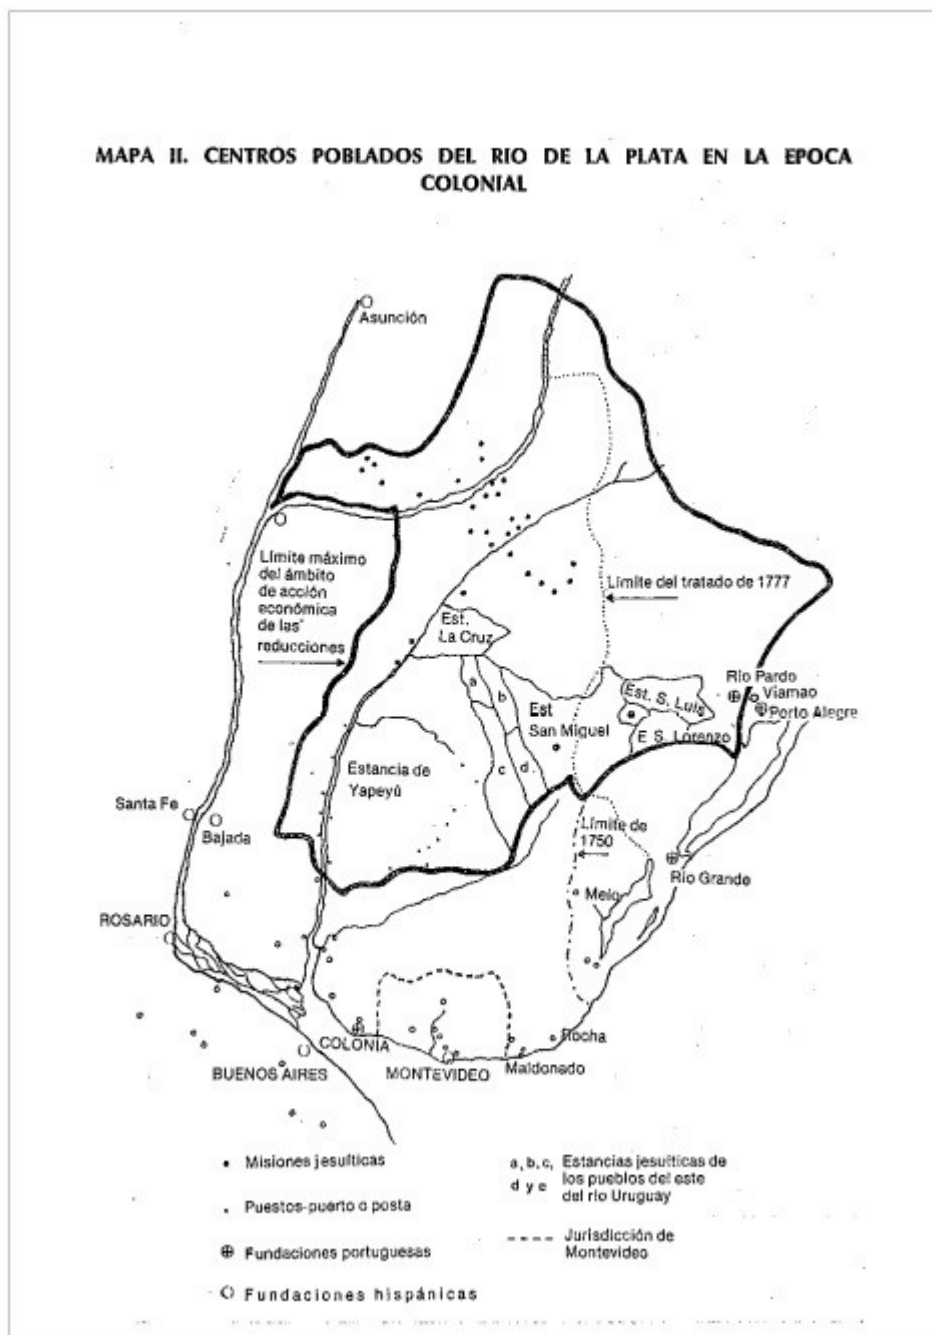 MAPA II. CENTROS POBLADOS DEL RIO DE LA PLATA EN LA EPOCA
COLONIAL
Asunción
Límite máximo
del ámbito
de acción
económica
de las
reducciones
Est.
La Cruz
Límite del tratado de 1777
a
b
Est
San Miguel
Est. S. Luis
E S. Lorenzo
Río Pardo
Viamao
Porto Alegre
Estancia de
Yapeyú
c
d
Santa Fe
Bajada
Límite de
1750
Río Grande
Melo
ROSARIO
COLONIA
BUENOS AIRES
MONTEVIDEO
Maldonado
Rocha
Misiones jesuíticas
Puestos-puerto o posta
Fundaciones portuguesas
Fundaciones hispánicas
a, b, c, Estancias jesuíticas de
d y e los pueblos del este
del río Uruguay
Jurisdicción de
Montevideo